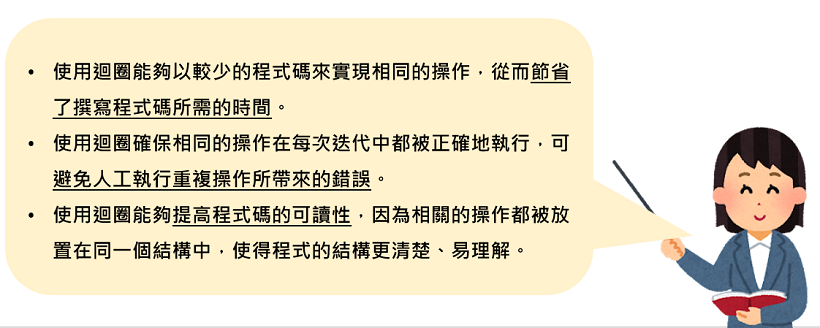 • 使用迴圈能夠以較少的程式碼來實現相同的操作，從而節省
了撰寫程式碼所需的時間。
• 使用迴圈確保相同的操作在每次迭代中都被正確地執行，可
避免人工執行重複操作所帶來的錯誤。
• 使用迴圈能夠提高程式碼的可讀性，因為相關的操作都被放
置在同一個結構中，使得程式的結構更清楚、易理解。